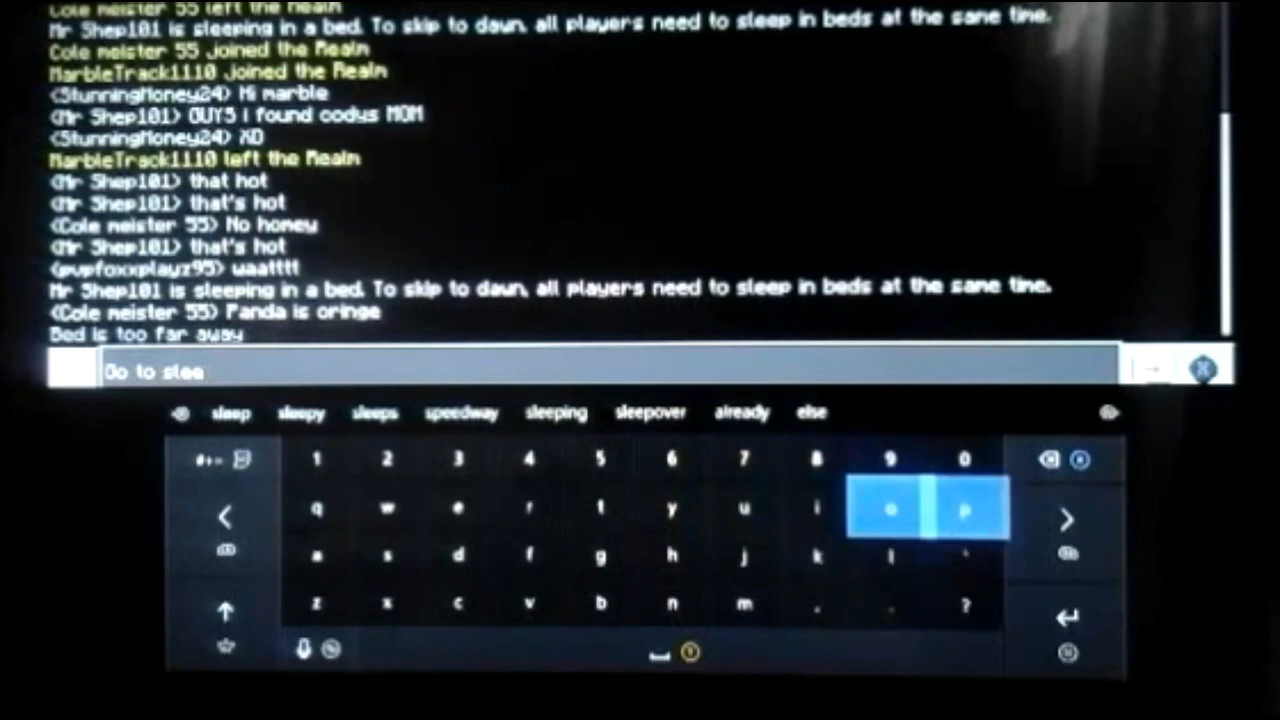 Cole meister 55 left the Realm
Mr Shep101 is sleeping in a bed. To skip to dawn, all players need to sleep in beds at the same time.
Cole meister 55 joined the Realm
MarbleTrack1110 joined the Realm
<StunningHoney24> Hi marble
<Mr Shep101> GUYS I found codys MOM
<StunningHoney24> XD
MarbleTrack1110 left the Realm
<Mr Shep101> that hot
<Mr Shep101> that's hot
<Cole meister 55> No honey
<Mr Shep101> that's hot
<pvpfoxxplayz95> waatttt
Mr Shep101 is sleeping in a bed. To skip to dawn, all players need to sleep in beds at the same time.
<Cole meister 55> Panda is cringe
Bed is too far away
Go to slee
sleep sleepy sleeps speedway sleeping sleepover already else
#+= 1 2 3 4 5 6 7 8 9 0 X
q w e r t y u i o p
a s d f g h j k l '
z x c v b n m , . ?
Y